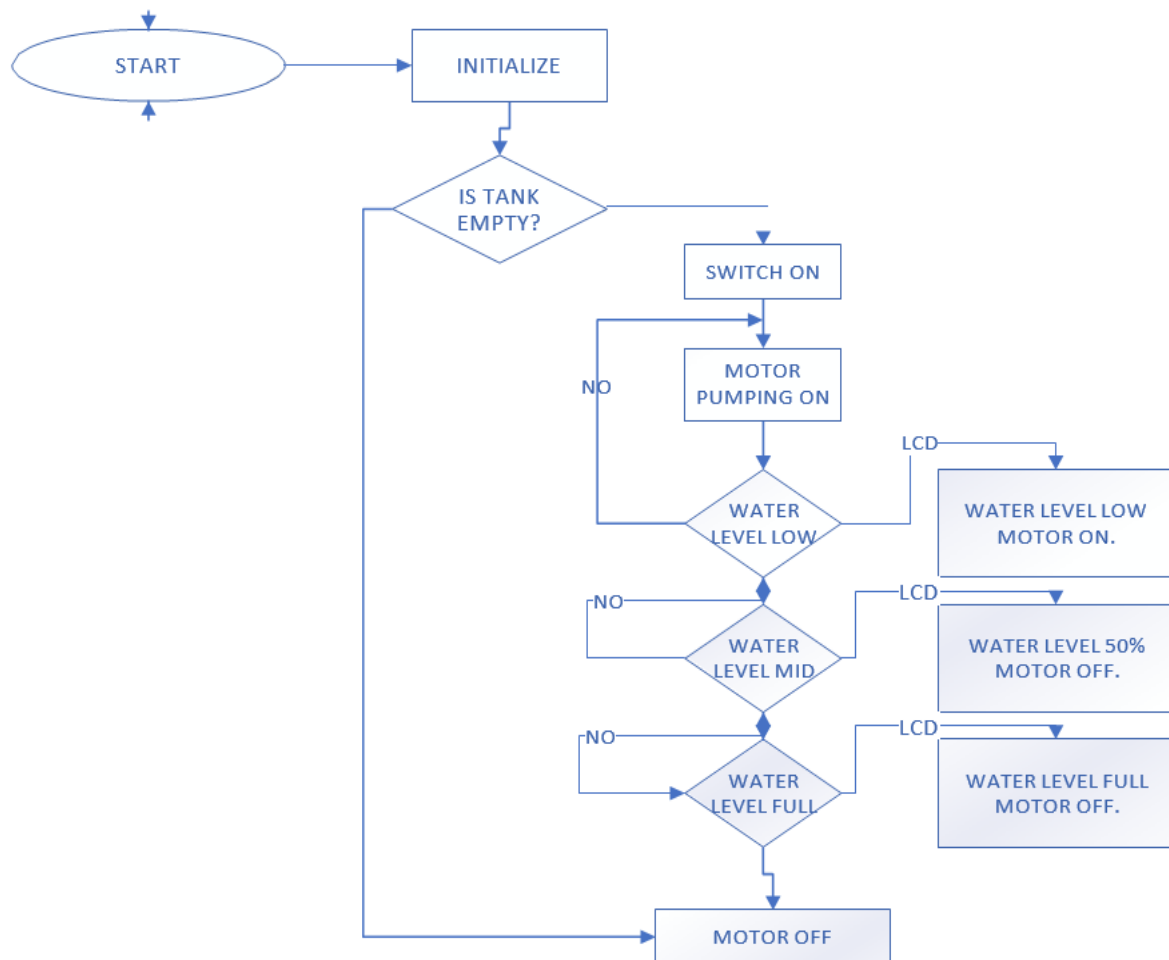 START
INITIALIZE
IS TANK
EMPTY?
SWITCH ON
MOTOR
PUMPING ON
NO
LCD
WATER
LEVEL LOW
WATER LEVEL LOW
MOTOR ON.
NO
LCD
WATER
LEVEL MID
WATER LEVEL 50%
MOTOR OFF.
NO
LCD
WATER
LEVEL FULL
WATER LEVEL FULL
MOTOR OFF.
MOTOR OFF